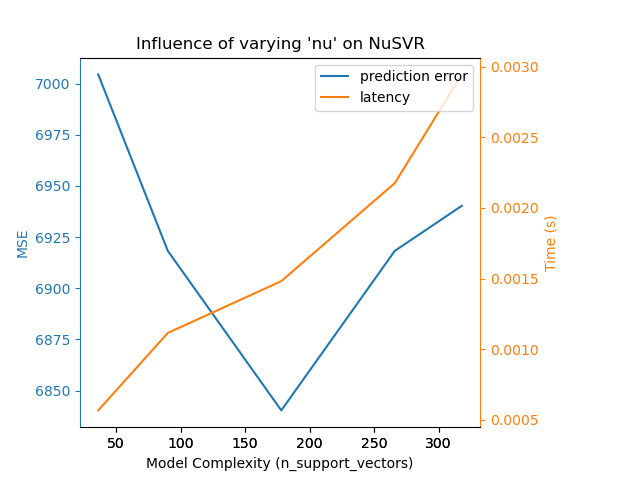 Influence of varying 'nu' on NuSVR
prediction error
latency
7000
6975
6950
6925
6900
6875
6850
MSE
0.0030
0.0025
0.0020
0.0015
0.0010
0.0005
Time (s)
50 100 150 200 250 300
Model Complexity (n_support_vectors)